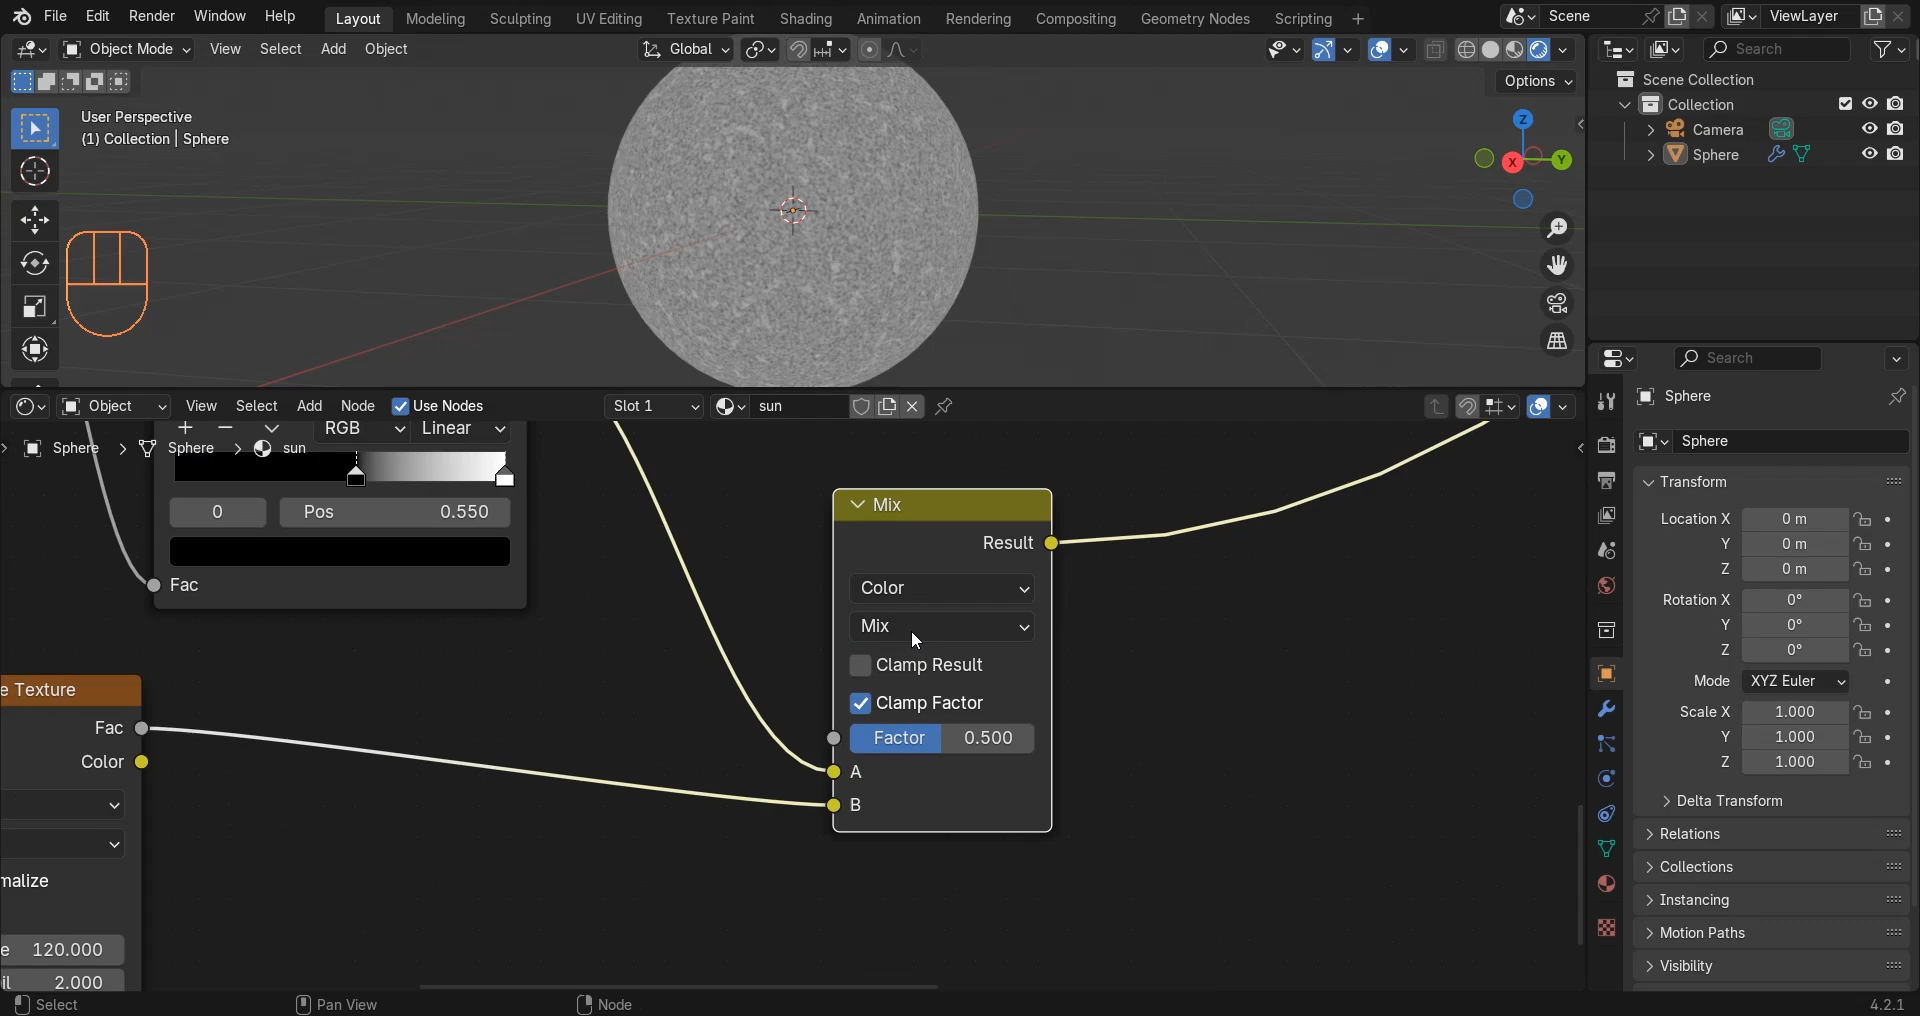 File Edit Render Window Help Layout Modeling Sculpting UV Editing Texture Paint Shading Animation Rendering Compositing Geometry Nodes Scripting + Scene ViewLayer
Object Mode View Select Add Object Global Search
Options
User Perspective
(1) Collection | Sphere
Z
Y
X
Scene Collection
Collection
Camera
Sphere
Search
Object View Select Add Node Use Nodes Slot 1 sun
RGB Linear
Sphere > Sphere > sun
0 Pos 0.550
Fac
e Texture
Fac
Color
malize
e 120.000
il 2.000
Mix
Result
Color
Mix
Clamp Result
Clamp Factor
Factor 0.500
A
B
Sphere
Sphere
Transform
Location X 0 m
Y 0 m
Z 0 m
Rotation X 0°
Y 0°
Z 0°
Mode XYZ Euler
Scale X 1.000
Y 1.000
Z 1.000
Delta Transform
Relations
Collections
Instancing
Motion Paths
Visibility
Select Pan View Node 4.2.1